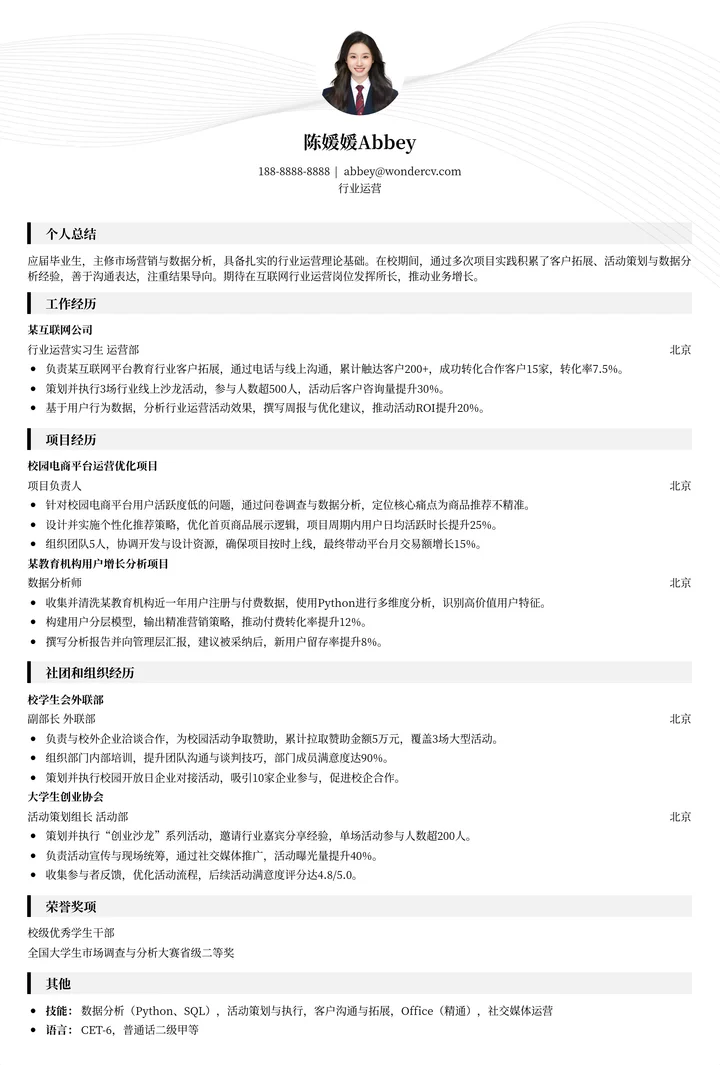 陈媛媛Abbey
188-8888-8888 | abbey@wondercv.com
行业运营
个人总结
应届毕业生，主修市场营销与数据分析，具备扎实的行业运营理论基础。在校期间，通过多次项目实践积累了客户拓展、活动策划与数据分
析经验，善于沟通表达，注重结果导向。期待在互联网行业运营岗位发挥所长，推动业务增长。
工作经历
某互联网公司
行业运营实习生 运营部 北京
• 负责某互联网平台教育行业客户拓展，通过电话与线上沟通，累计触达客户200+，成功转化合作客户15家，转化率7.5%。
• 策划并执行3场行业线上沙龙活动，参与人数超500人，活动后客户咨询量提升30%。
• 基于用户行为数据，分析行业运营活动效果，撰写周报与优化建议，推动活动ROI提升20%。
项目经历
校园电商平台运营优化项目
项目负责人 北京
• 针对校园电商平台用户活跃度低的问题，通过问卷调查与数据分析，定位核心痛点为商品推荐不精准。
• 设计并实施个性化推荐策略，优化首页商品展示逻辑，项目周期内用户日均活跃时长提升25%。
• 组织团队5人，协调开发与设计资源，确保项目按时上线，最终带动平台月交易额增长15%。
某教育机构用户增长分析项目
数据分析师 北京
• 收集并清洗某教育机构近一年用户注册与付费数据，使用Python进行多维度分析，识别高价值用户特征。
• 构建用户分层模型，输出精准营销策略，推动付费转化率提升12%。
• 撰写分析报告并向管理层汇报，建议被采纳后，新用户留存率提升8%。
社团和组织经历
校学生会外联部
副部长 外联部 北京
• 负责与校外企业洽谈合作，为校园活动争取赞助，累计拉取赞助金额5万元，覆盖3场大型活动。
• 组织部门内部培训，提升团队沟通与谈判技巧，部门成员满意度达90%。
• 策划并执行校园开放日企业对接活动，吸引10家企业参与，促进校企合作。
大学生创业协会
活动策划组长 活动部 北京
• 策划并执行“创业沙龙”系列活动，邀请行业嘉宾分享经验，单场活动参与人数超200人。
• 负责活动宣传与现场统筹，通过社交媒体推广，活动曝光量提升40%。
• 收集参与者反馈，优化活动流程，后续活动满意度评分达4.8/5.0。
荣誉奖项
校级优秀学生干部
全国大学生市场调查与分析大赛省级二等奖
其他
• 技能： 数据分析（Python、SQL），活动策划与执行，客户沟通与拓展，Office（精通），社交媒体运营
• 语言： CET-6，普通话二级甲等